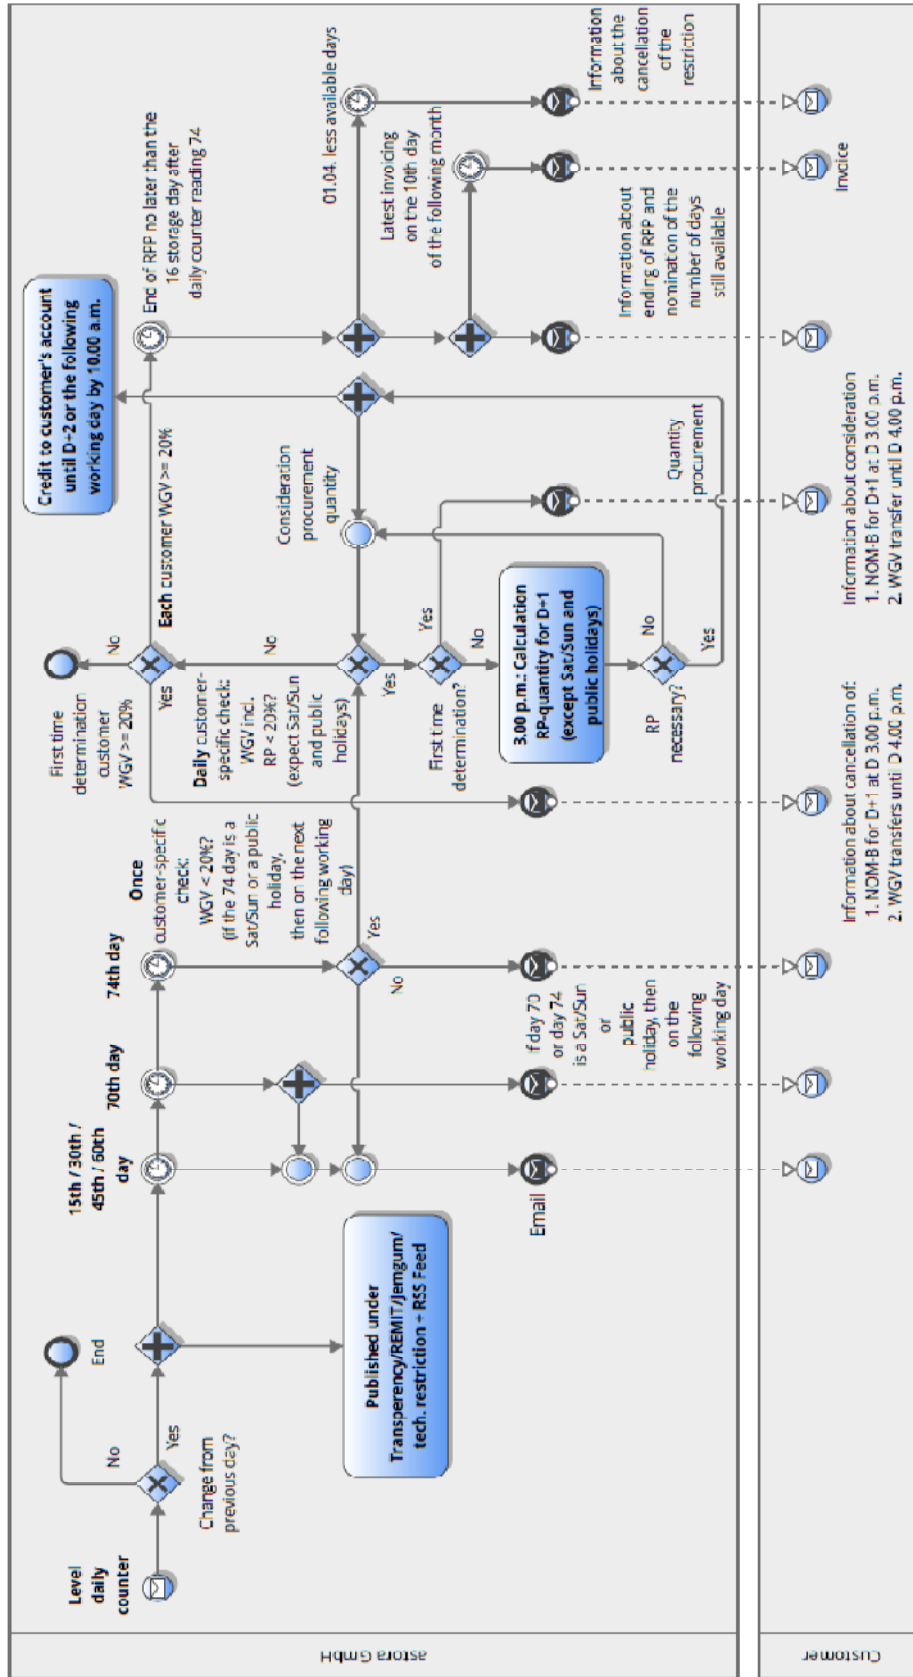 astora GmbH
Level
daily
counter
Change from
previous day?
No
Yes
End
Published under
Transperency/REMIT/Jemgum/
tech. restriction + RSS Feed
15th / 30th /
45th / 60th
day
70th day
74th day
Once
customer-specific
check:
WGV < 20%?
(if the 74 day is a
Sat/Sun or a public
holiday,
then on the next
following working
day)
Yes
No
Email
If day 70
or day 74
is a Sat/Sun
or
public
holiday, then
on the
following
working day
First time
determination
customer
WGV >= 20%
No
Yes
Each customer WGV >= 20%
Daily customer-
specific check:
WGV incl.
RP < 20%?
(expect Sat/Sun
and public
holidays)
No
Yes
First time
determination?
Yes
No
3.00 p.m.: Calculation
RP-quantity for D+1
(except Sat/Sun and
public holidays)
RP
necessary?
No
Yes
Consideration
procurement
quantity
Quantity
procurement
Credit to customer's account
until D+2 or the following
working day by 10.00 a.m.
End of RPP no later than the
16 storage day after
daily counter reading 74
01.04. less available days
Latest invoicing
on the 10th day
of the following month
Information about
ending of RPP and
nomination of the
number of days
still available
Information
about the
cancellation
of the
restriction
Customer
Information about cancellation of:
1. NOM-B for D+1 at D 3.00 p.m.
2. WGV transfers until D 4.00 p.m.
Information about consideration
1. NOM-B for D+1 at D 3.00 p.m.
2. WGV transfer until D 4.00 p.m.
Invoice